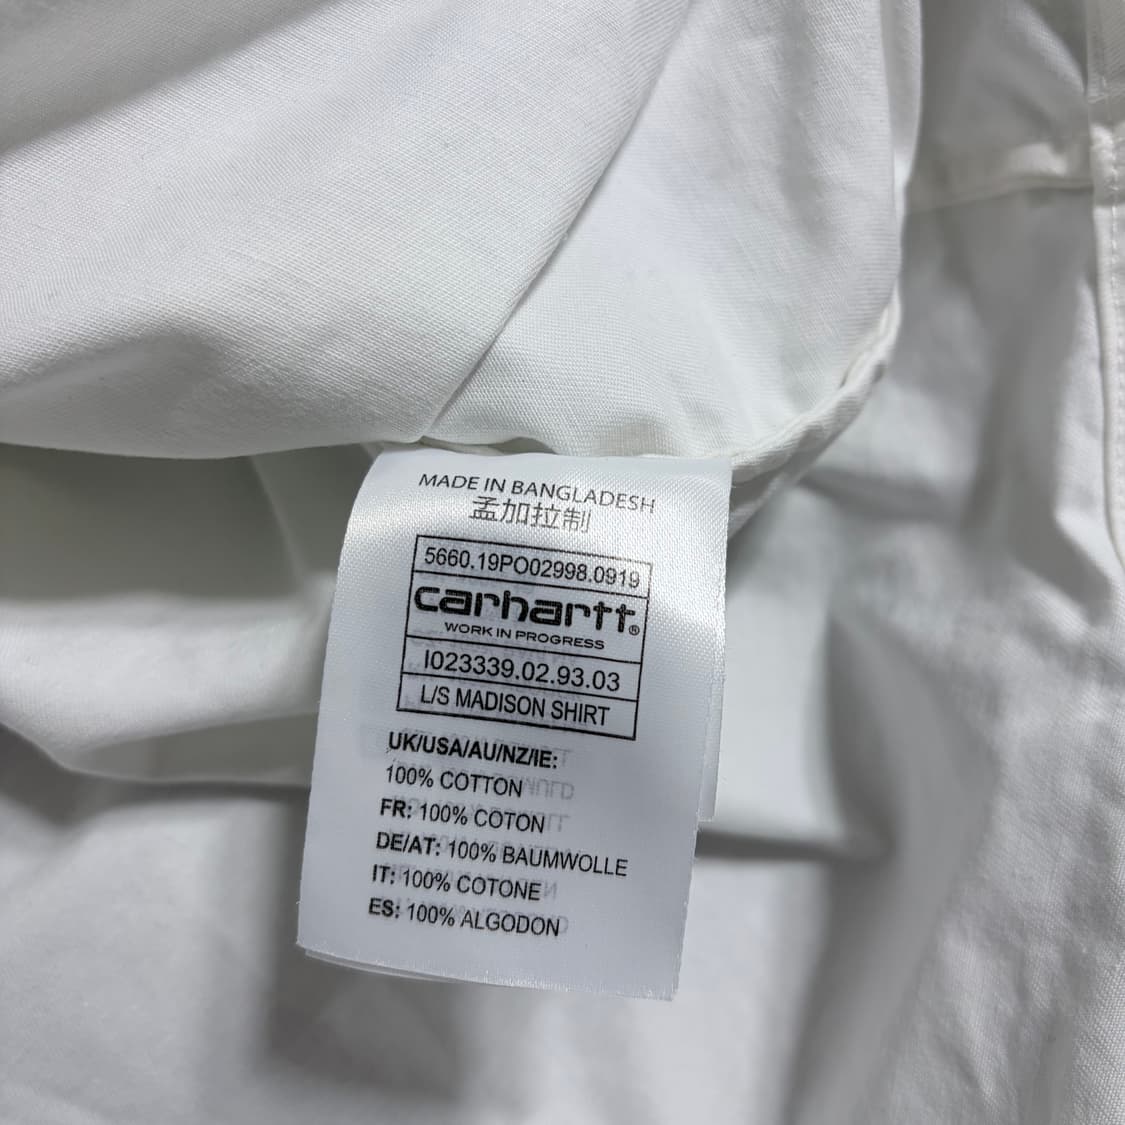 MADE IN BANGLADESH
孟加拉制
5660.19PO02998.0919
carhartt®
WORK IN PROGRESS
I023339.02.93.03
L/S MADISON SHIRT
UK/USA/AU/NZ/IE:
100% COTTON
FR: 100% COTON
DE/AT: 100% BAUMWOLLE
IT: 100% COTONE
ES: 100% ALGODON